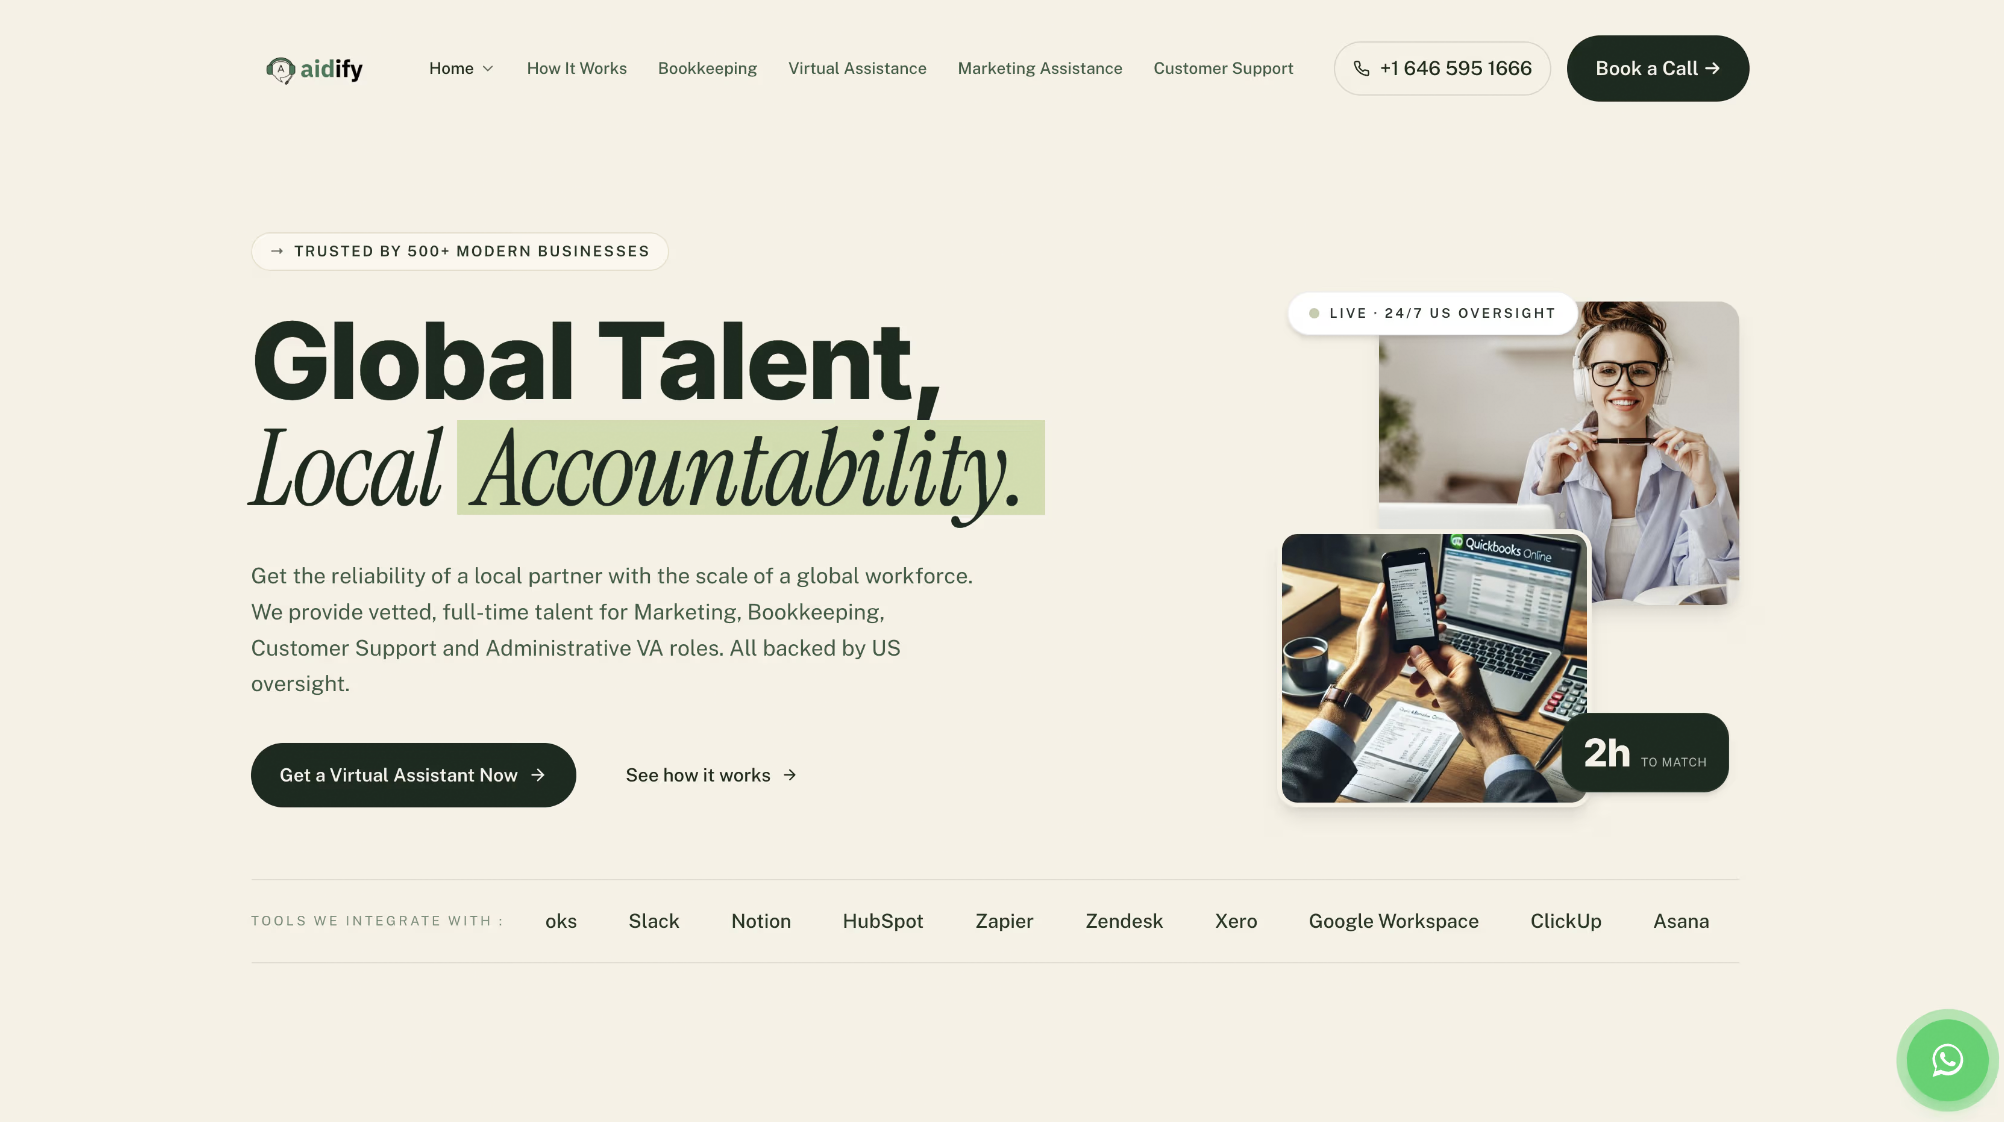 aidify
Home
How It Works
Bookkeeping
Virtual Assistance
Marketing Assistance
Customer Support
+1 646 595 1666
Book a Call →
→ TRUSTED BY 500+ MODERN BUSINESSES
Global Talent,
Local Accountability.
Get the reliability of a local partner with the scale of a global workforce.
We provide vetted, full-time talent for Marketing, Bookkeeping,
Customer Support and Administrative VA roles. All backed by US
oversight.
Get a Virtual Assistant Now →
See how it works →
LIVE · 24/7 US OVERSIGHT
Quickbooks Online
2h TO MATCH
TOOLS WE INTEGRATE WITH :
oks
Slack
Notion
HubSpot
Zapier
Zendesk
Xero
Google Workspace
ClickUp
Asana